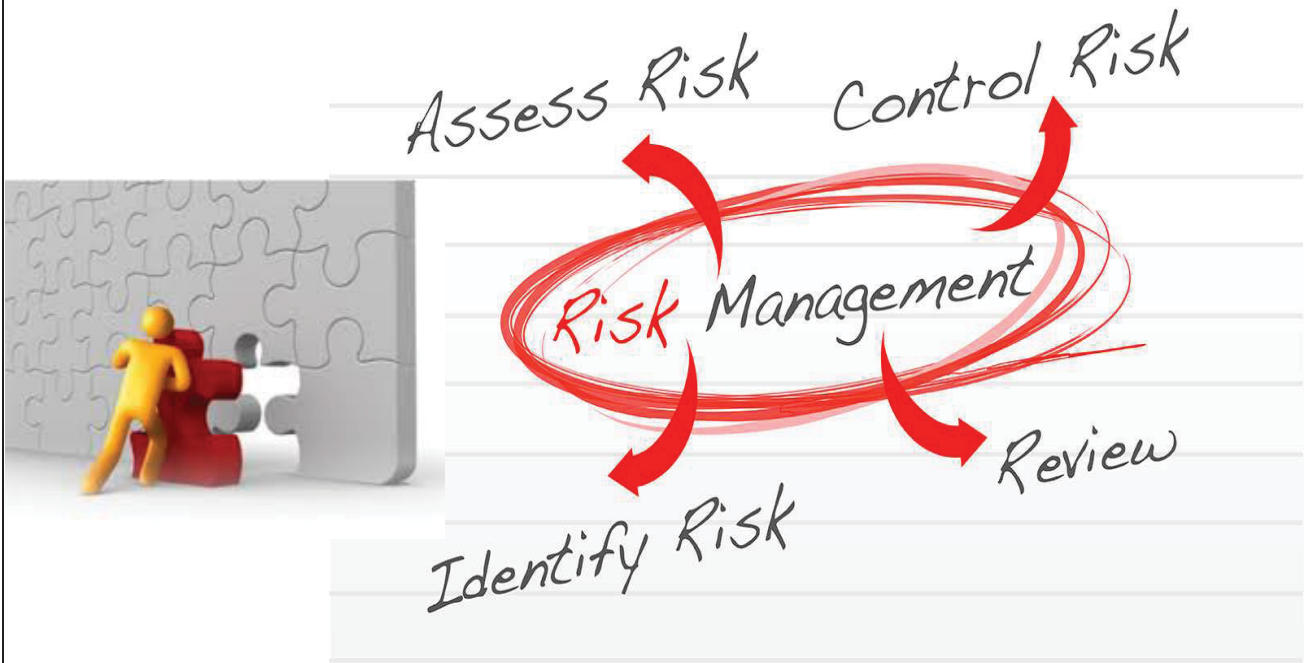 Assess Risk
Control Risk
Risk Management
Review
Identify Risk